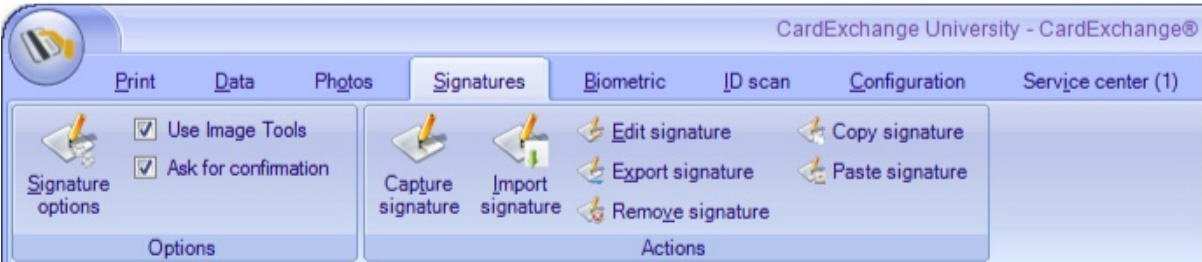 CardExchange University - CardExchange®
Print Data Photos Signatures Biometric ID scan Configuration Service center (1)
Use Image Tools
Ask for confirmation
Signature
options
Options
Capture
signature
Import
signature
Edit signature
Export signature
Remove signature
Copy signature
Paste signature
Actions